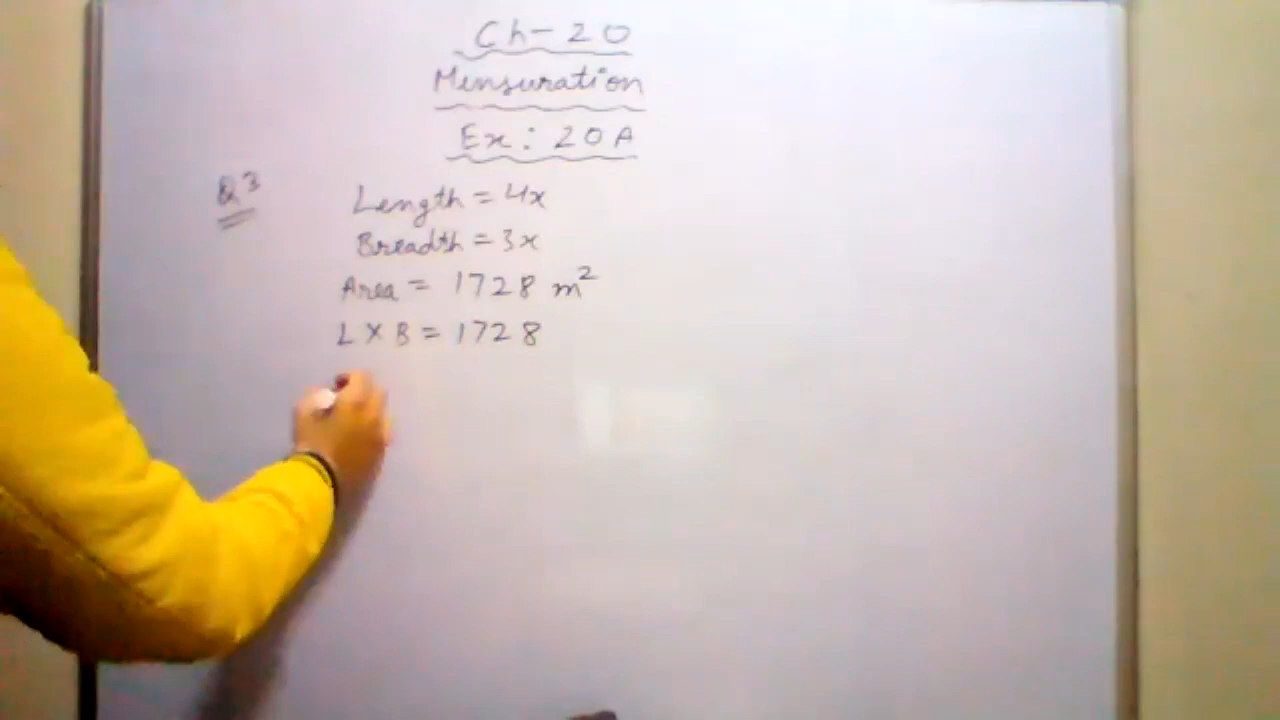 Ch-20
Mensuration
Ex: 20A
Q3
Length = 4x
Breadth = 3x
Area = 1728 m²
L × B = 1728